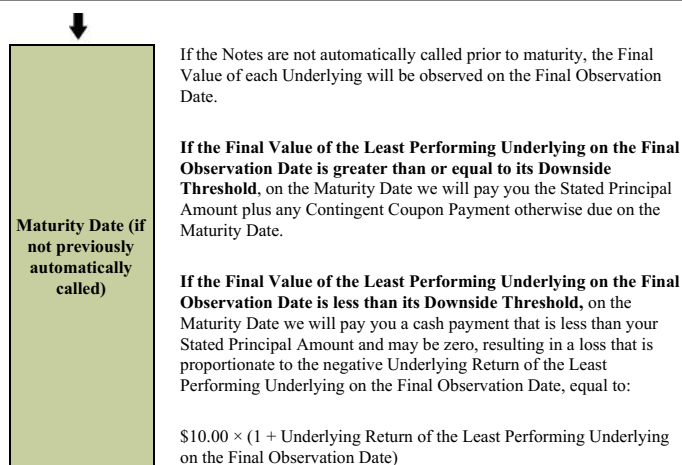 Maturity Date (if
not previously
automatically
called)
If the Notes are not automatically called prior to maturity, the Final
Value of each Underlying will be observed on the Final Observation
Date.
If the Final Value of the Least Performing Underlying on the Final
Observation Date is greater than or equal to its Downside
Threshold, on the Maturity Date we will pay you the Stated Principal
Amount plus any Contingent Coupon Payment otherwise due on the
Maturity Date.
If the Final Value of the Least Performing Underlying on the Final
Observation Date is less than its Downside Threshold, on the
Maturity Date we will pay you a cash payment that is less than your
Stated Principal Amount and may be zero, resulting in a loss that is
proportionate to the negative Underlying Return of the Least
Performing Underlying on the Final Observation Date, equal to:
$10.00 × (1 + Underlying Return of the Least Performing Underlying
on the Final Observation Date)